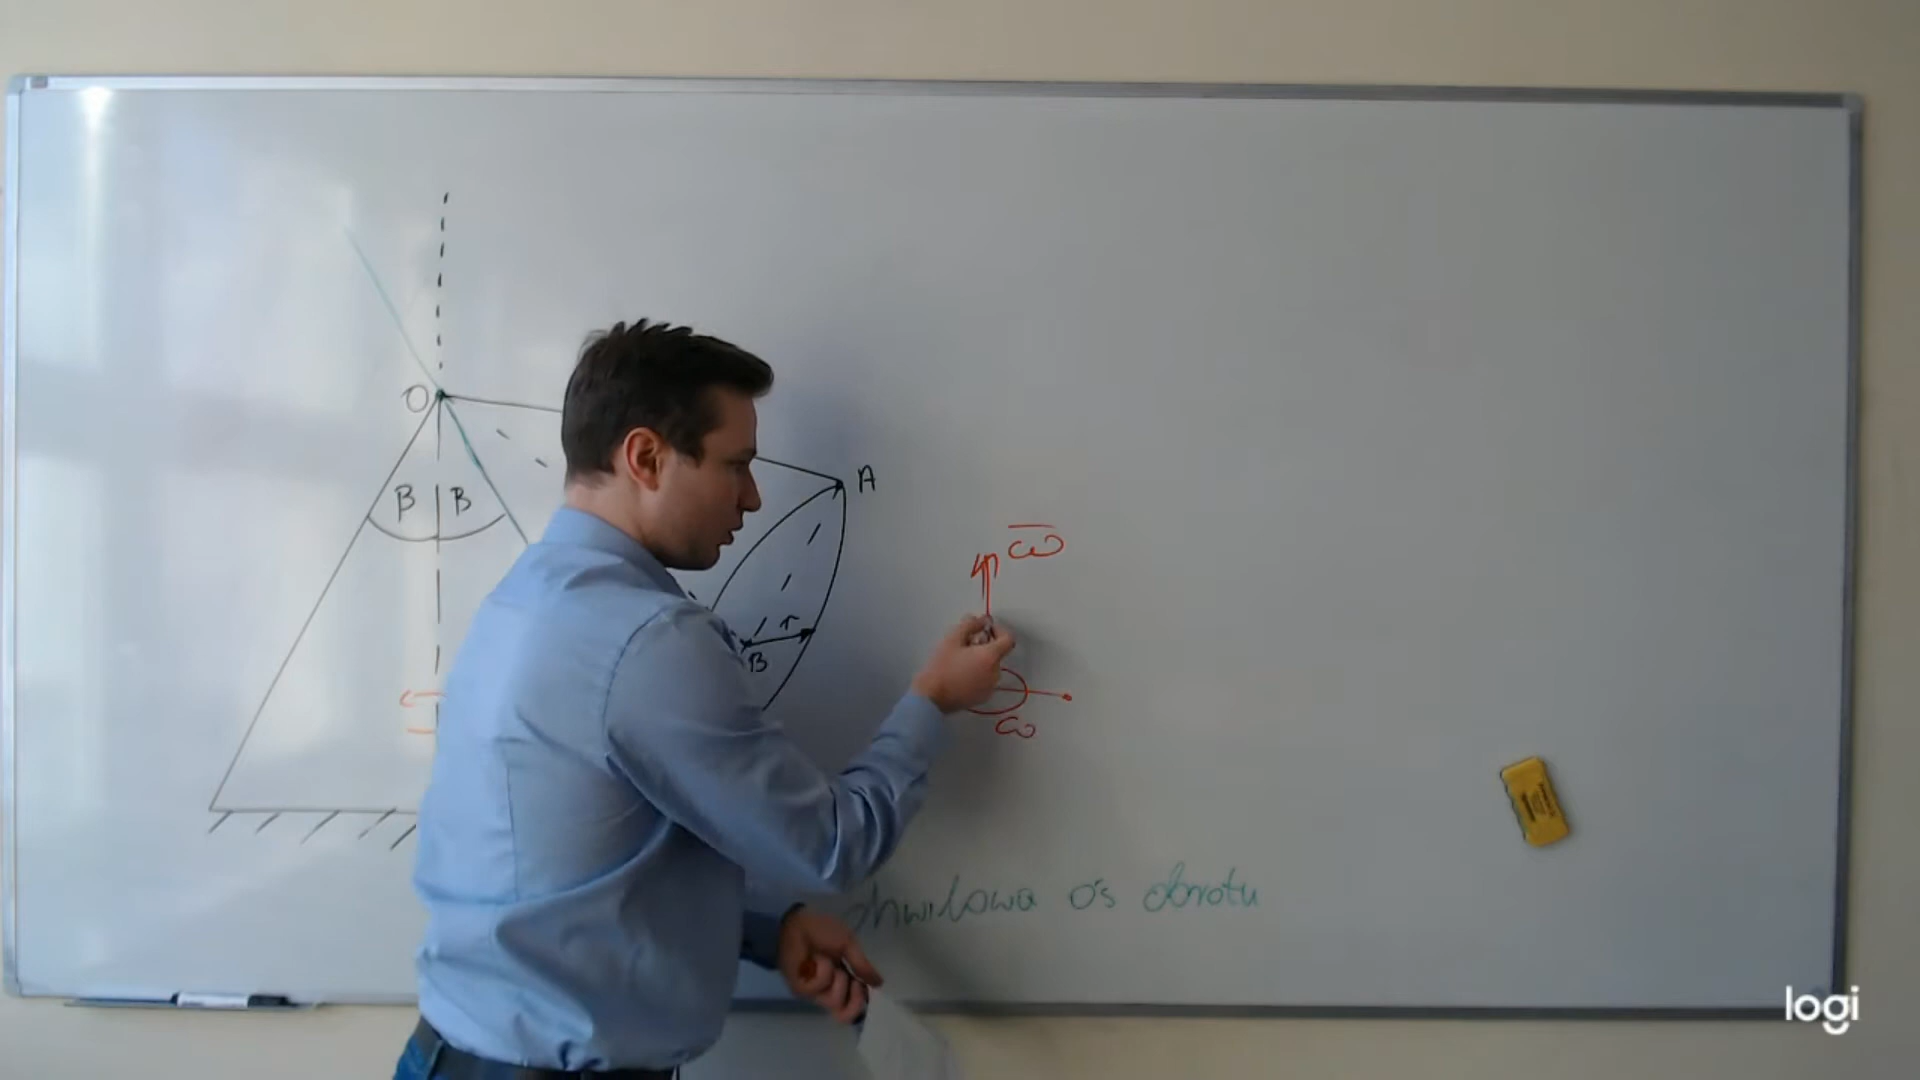 O
A
β β
ω
r
B
ω
chwilowa oś obrotu
logi